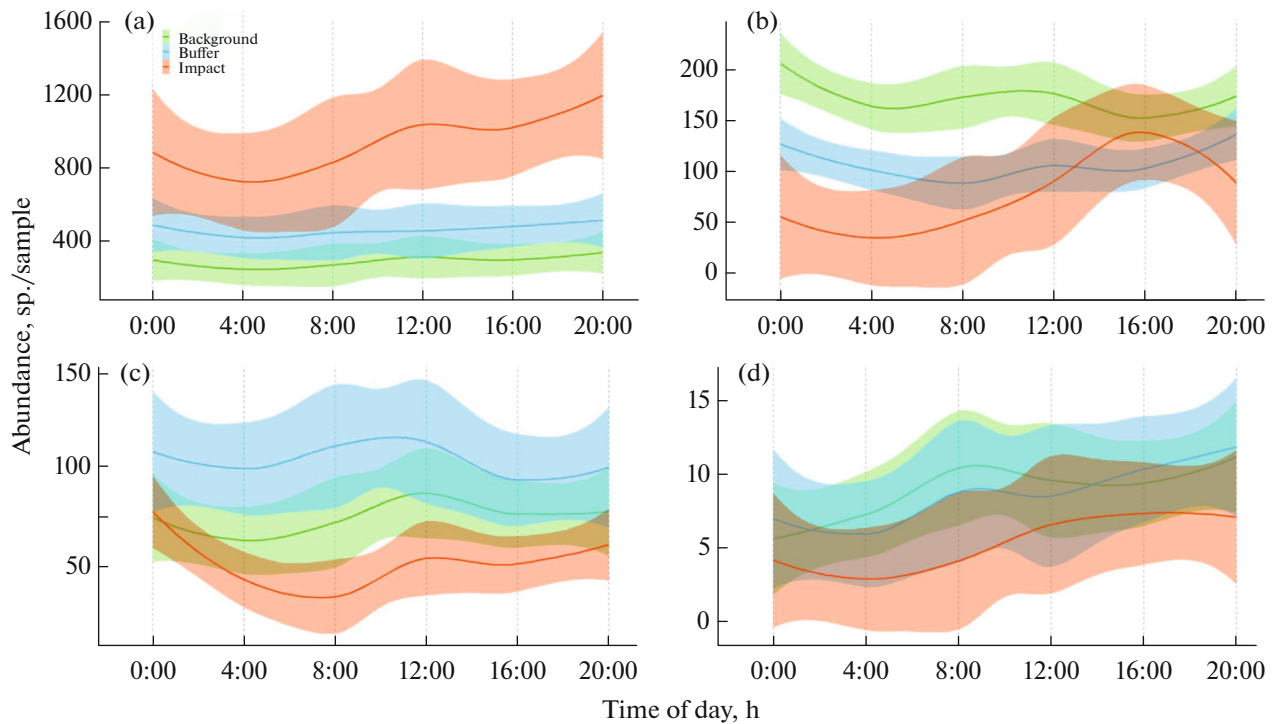 Abundance, sp./sample
(a)
1600
1200
800
400
Background
Buffer
Impact
0:00 4:00 8:00 12:00 16:00 20:00
(b)
200
150
100
50
0
0:00 4:00 8:00 12:00 16:00 20:00
(c)
150
100
50
0:00 4:00 8:00 12:00 16:00 20:00
(d)
15
10
5
0
0:00 4:00 8:00 12:00 16:00 20:00
Time of day, h